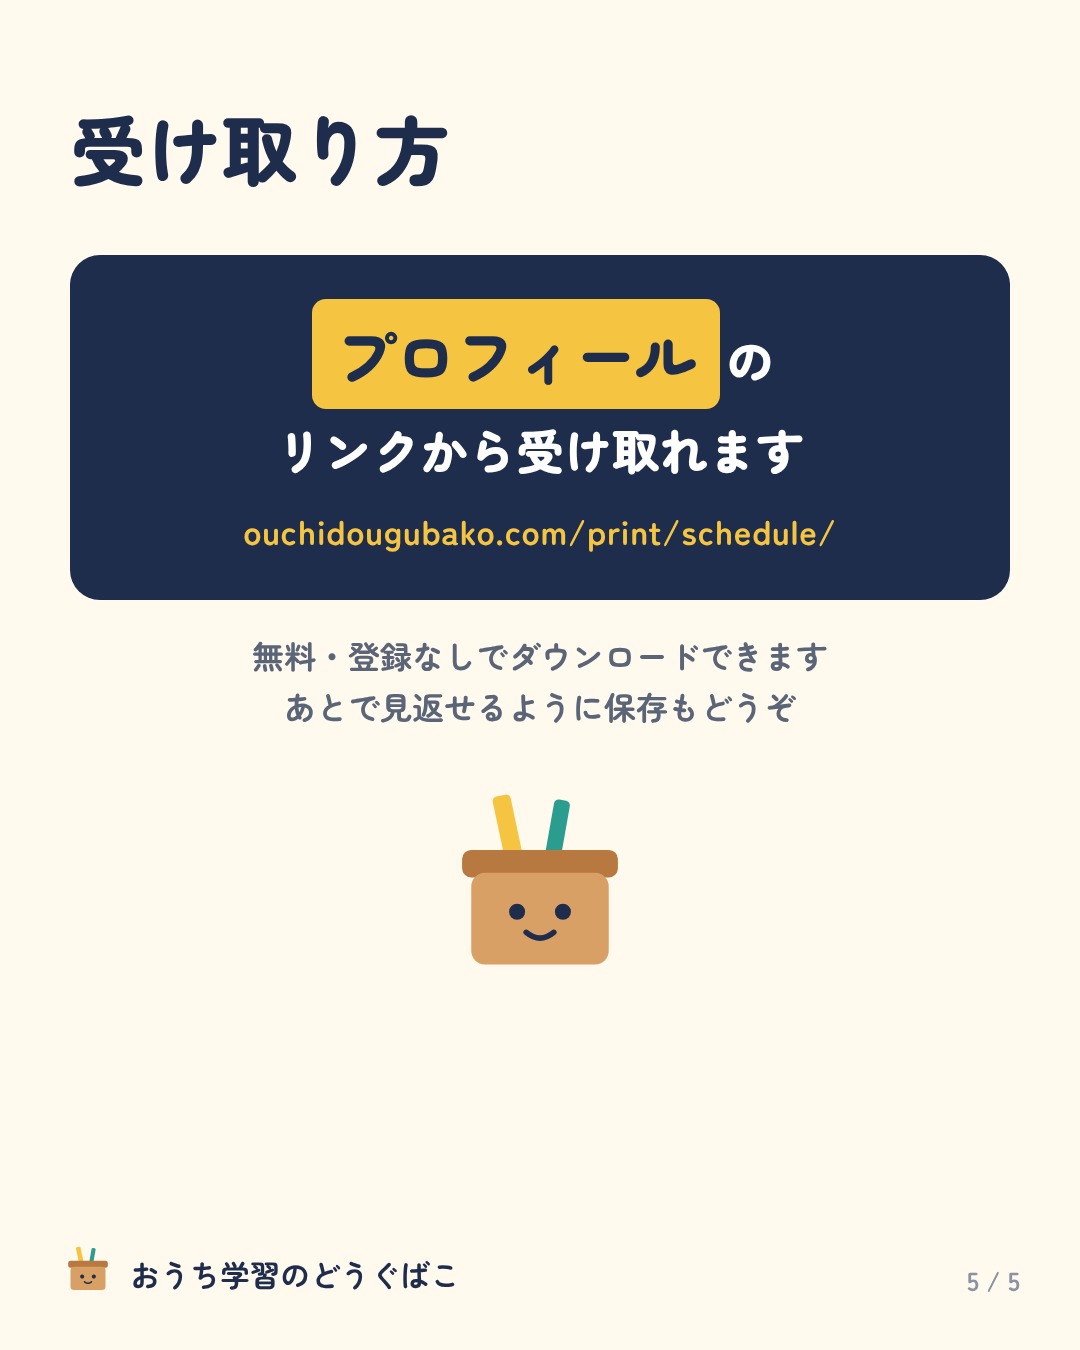 受け取り方
プロフィールの
リンクから受け取れます
ouchidougubako.com/print/schedule/
無料・登録なしでダウンロードできます
あとで見返せるように保存もどうぞ
おうち学習のどうぐばこ
5 / 5